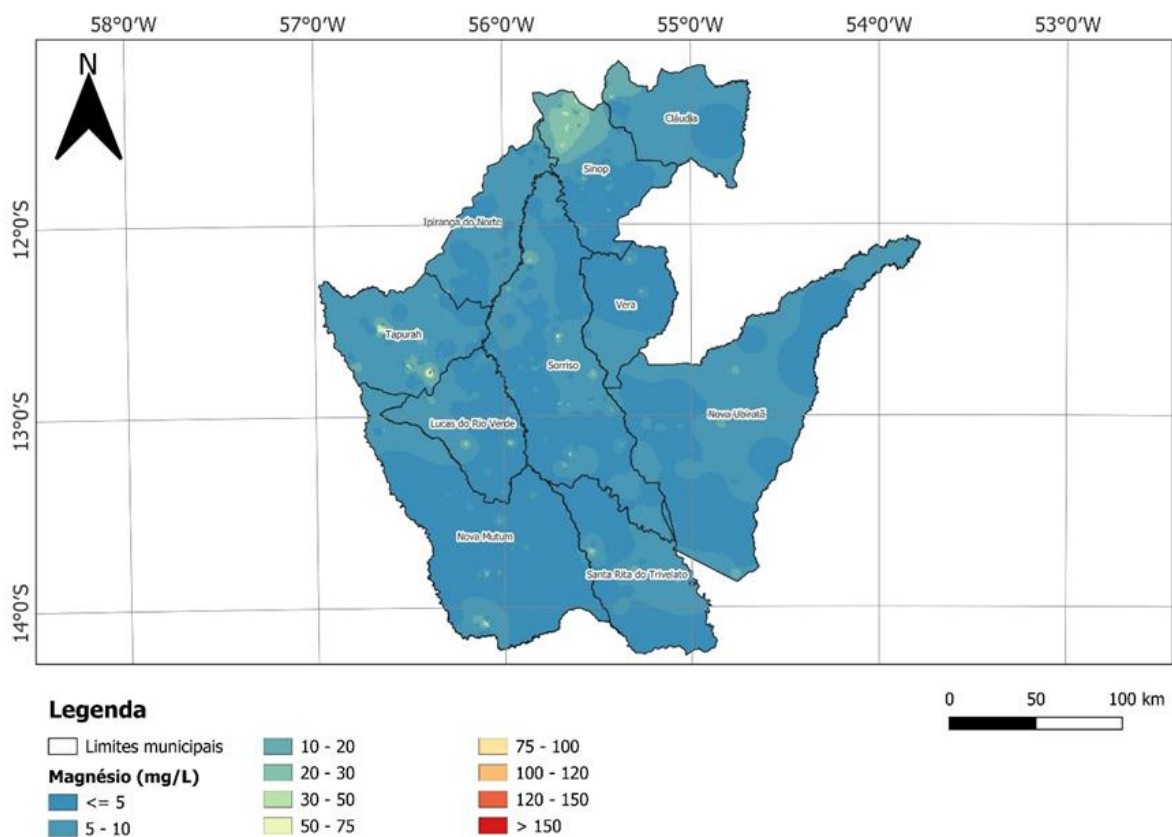 58°0'W 57°0'W 56°0'W 55°0'W 54°0'W 53°0'W
N
12°0'S
13°0'S
14°0'S
Cláudia
Sinop
Ipiranga do Norte
Vera
Tapurah
Sorriso
Nova Ubiratã
Lucas do Rio Verde
Nova Mutum
Santa Rita do Trivelato
Legenda
Limites municipais
Magnésio (mg/L)
<= 5
5 - 10
10 - 20
20 - 30
30 - 50
50 - 75
75 - 100
100 - 120
120 - 150
> 150
0 50 100 km